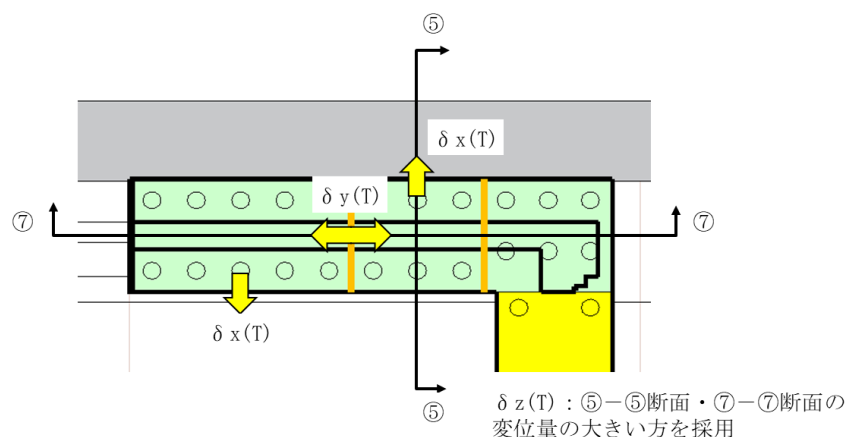 ⑤
δx(T)
δy(T)
⑦
⑦
δx(T)
⑤
δz(T)：⑤－⑤断面・⑦－⑦断面の
変位量の大きい方を採用